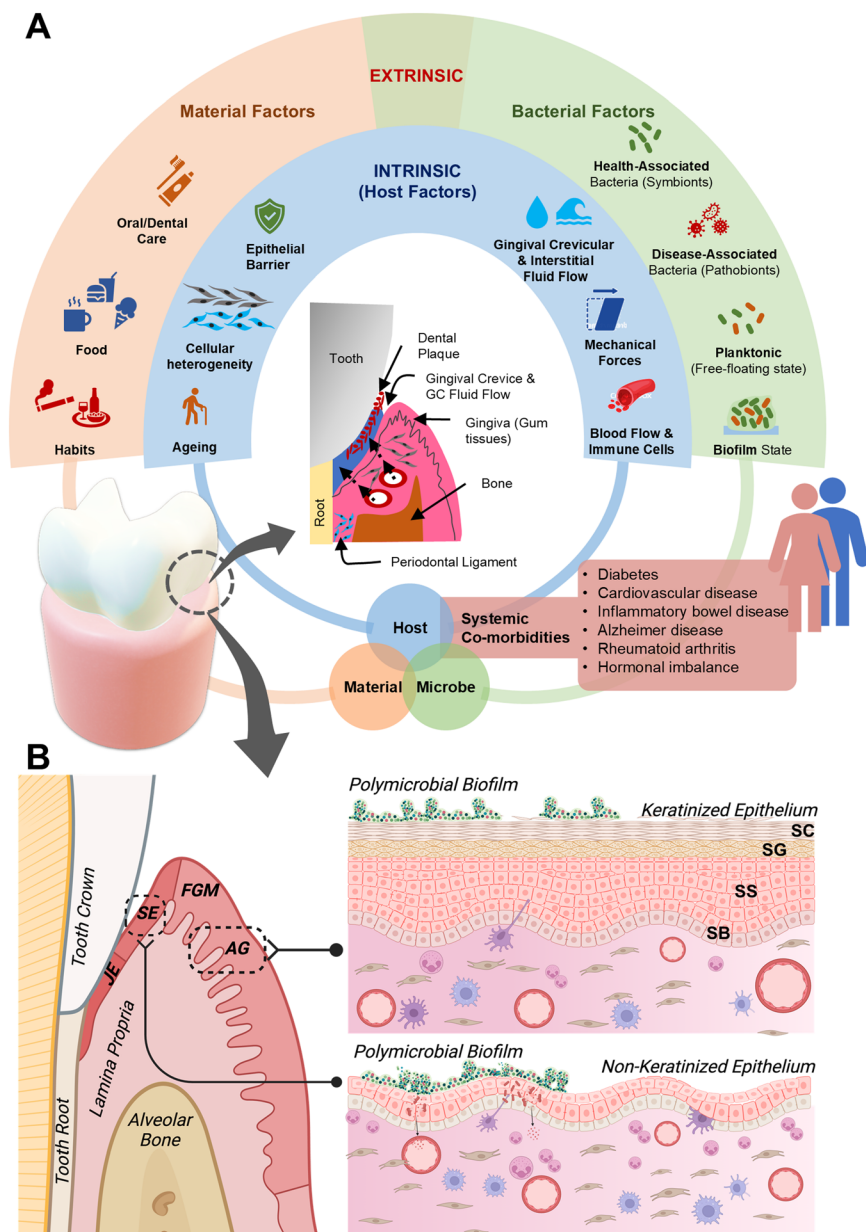 A
EXTRINSIC
Material Factors
Bacterial Factors
INTRINSIC
(Host Factors)
Oral/Dental
Care
Food
Habits
Epithelial
Barrier
Cellular
heterogeneity
Ageing
Gingival Crevicular
& Interstitial
Fluid Flow
Mechanical
Forces
Blood Flow &
Immune Cells
Health-Associated
Bacteria (Symbionts)
Disease-Associated
Bacteria (Pathobionts)
Planktonic
(Free-floating state)
Biofilm State
Tooth
Root
Dental
Plaque
Gingival Crevice &
GC Fluid Flow
Gingiva (Gum
tissues)
Bone
Periodontal Ligament
Host
Material
Microbe
Systemic
Co-morbidities
• Diabetes
• Cardiovascular disease
• Inflammatory bowel disease
• Alzheimer disease
• Rheumatoid arthritis
• Hormonal imbalance
B
Tooth Crown
Tooth Root
JE
SE
FGM
AG
Lamina Propria
Alveolar
Bone
Polymicrobial Biofilm
Keratinized Epithelium
SC
SG
SS
SB
Polymicrobial Biofilm
Non-Keratinized Epithelium